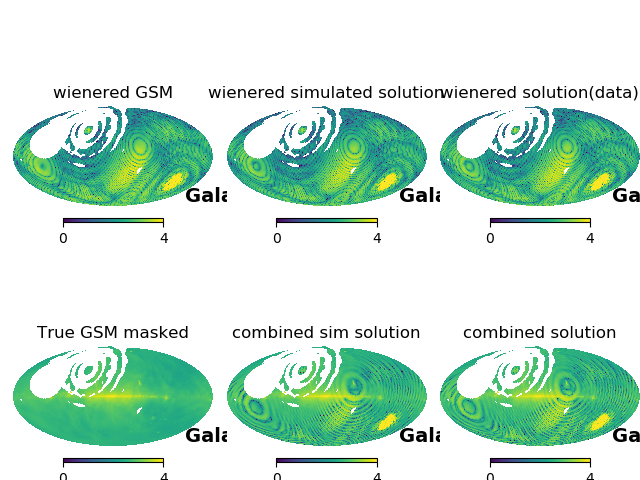 wienered GSM wienered simulated solution wienered solution(data)
Gala Gala Ga
0 4 0 4 0 4
True GSM masked combined sim solution combined solution
Gala Gala Ga
0 4 0 4 0 4